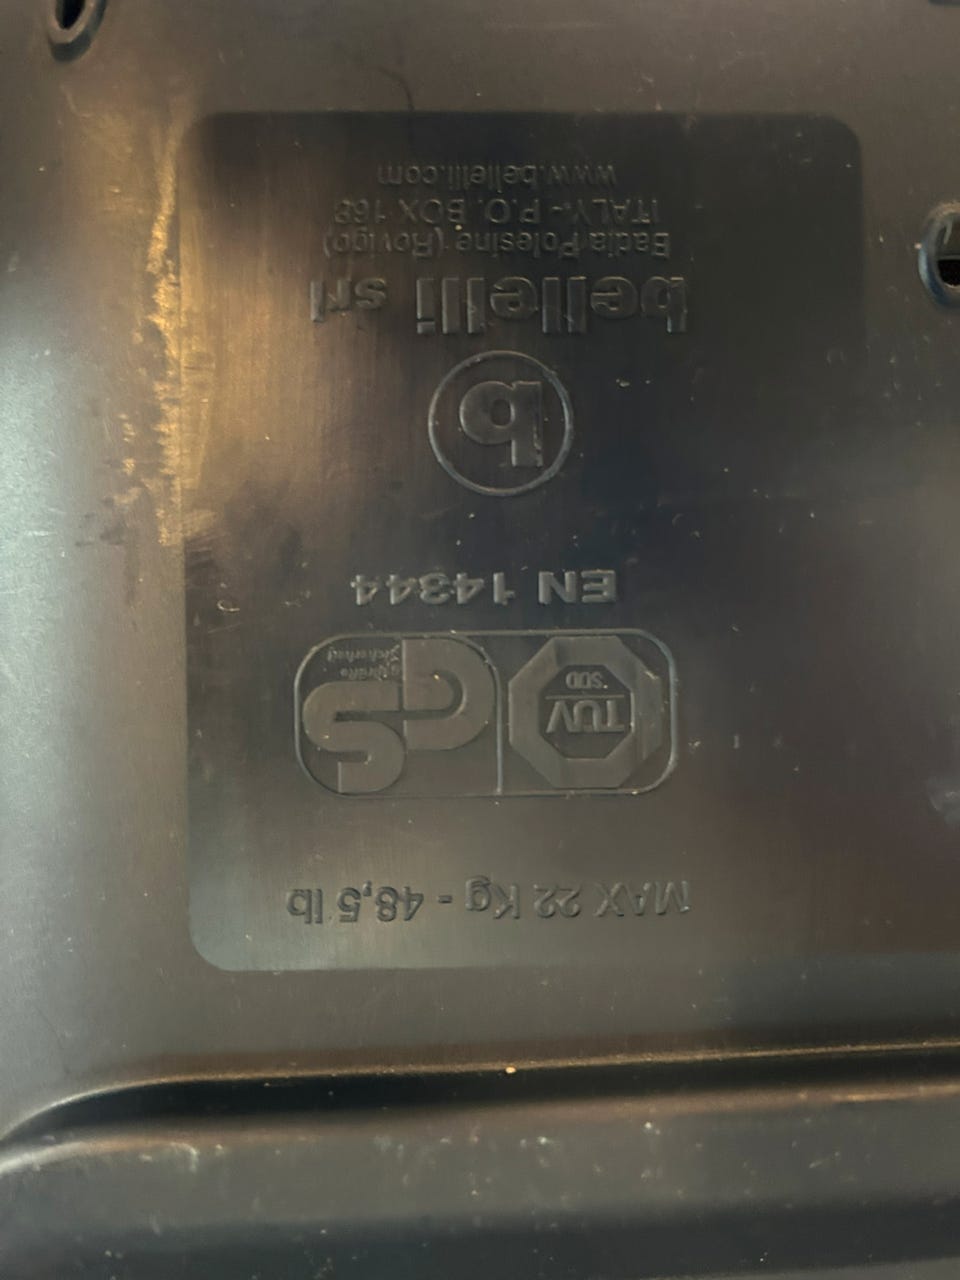 MAX 22 Kg - 48,5 lb
TÜV
SÜD
GS
geprüfte
Sicherheit
EN 14344
b
bellelli srl
Badia Polesine (Rovigo)
ITALY - P.O. BOX 168
www.bellelli.com